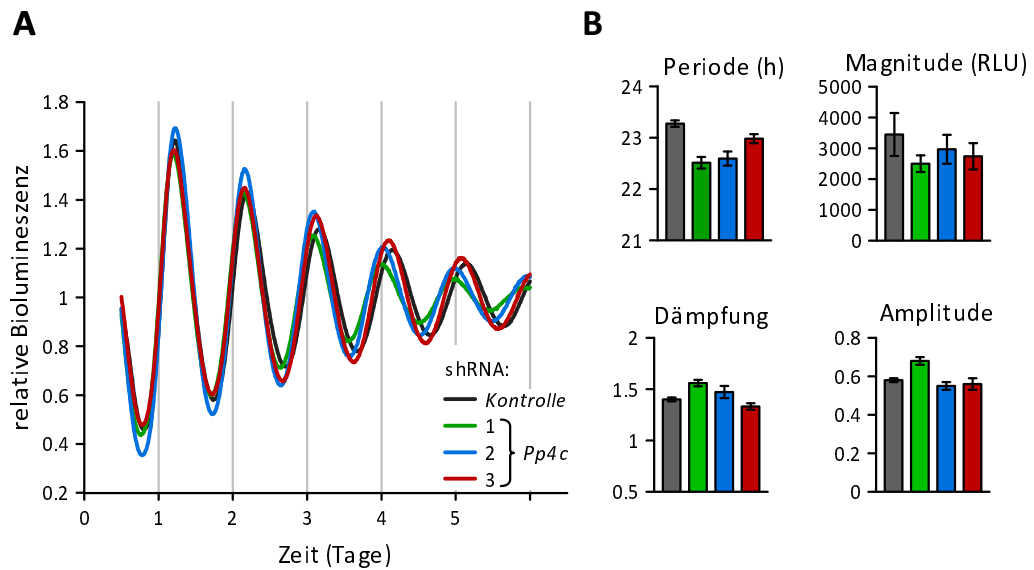 A
relative Biolumineszenz
1.8
1.6
1.4
1.2
1
0.8
0.6
0.4
0.2
0 1 2 3 4 5
Zeit (Tage)
shRNA:
Kontrolle
1
2 Pp4c
3
B
Periode (h)
24
23
22
21
Magnitude (RLU)
5000
4000
3000
2000
1000
0
Dämpfung
2
1.5
1
0.5
Amplitude
0.8
0.6
0.4
0.2
0